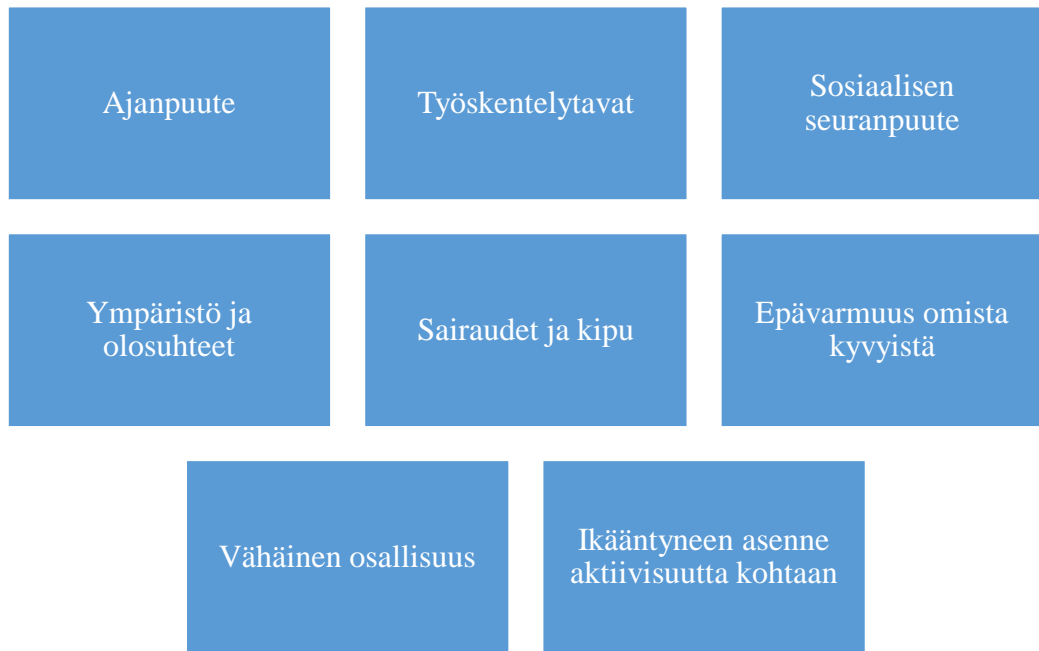 Ajanpuute
Työskentelytavat
Sosiaalisen
seuranpuute
Ympäristö ja
olosuhteet
Sairaudet ja kipu
Epävarmuus omista
kyvyistä
Vähäinen osallisuus
Ikääntyneen asenne
aktiivisuutta kohtaan